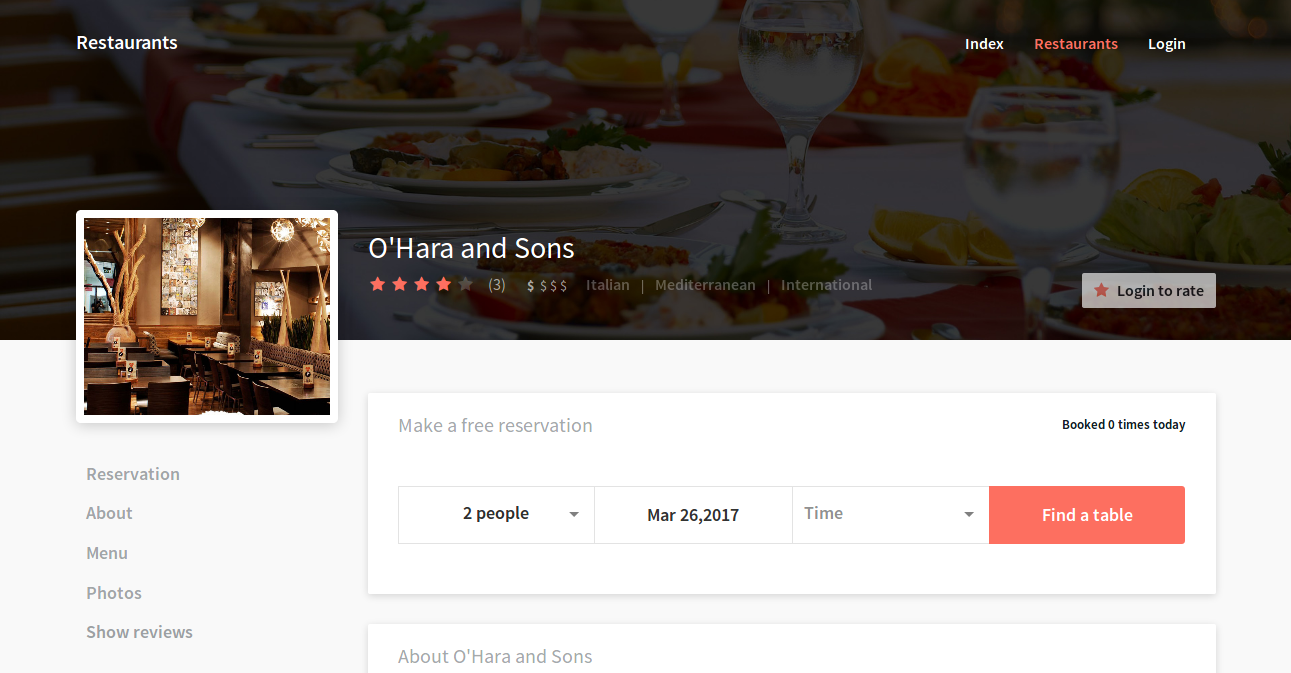 Restaurants
Index Restaurants Login
O'Hara and Sons
(3) $ $ $ $ Italian | Mediterranean | International
Login to rate
Make a free reservation
Booked 0 times today
2 people Mar 26,2017 Time Find a table
Reservation
About
Menu
Photos
Show reviews
About O'Hara and Sons